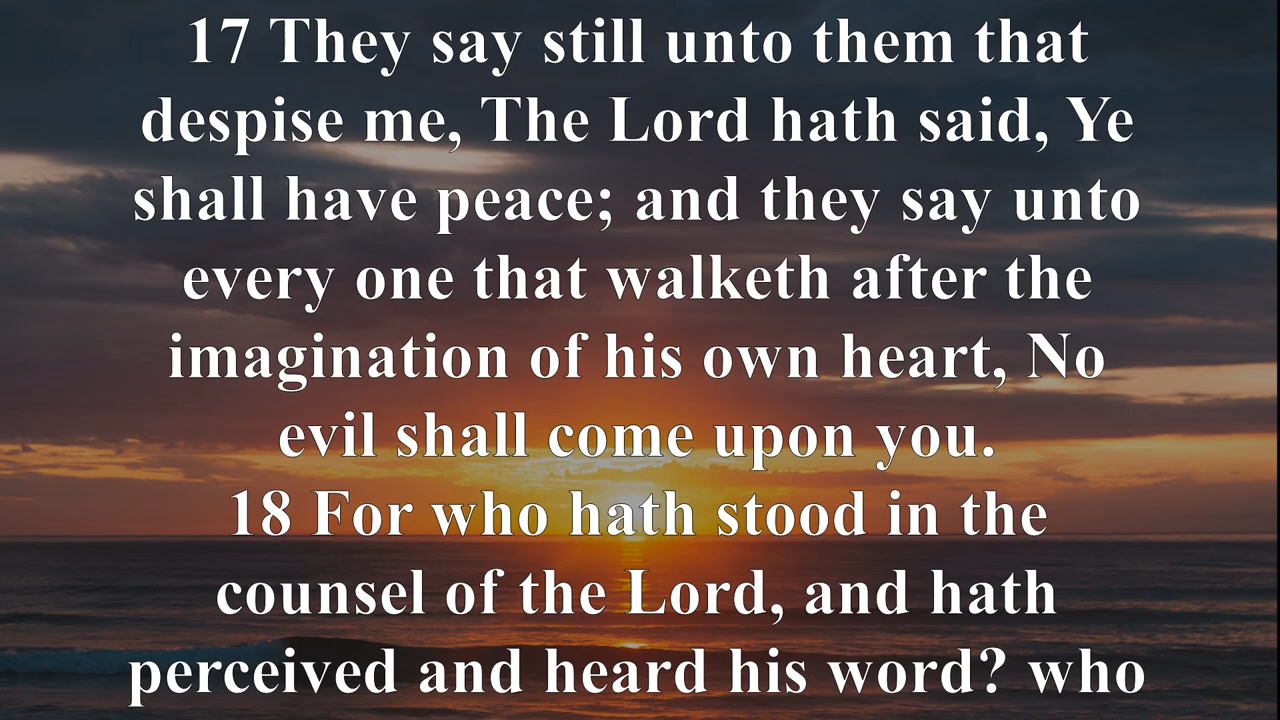 17 They say still unto them that
despise me, The Lord hath said, Ye
shall have peace; and they say unto
every one that walketh after the
imagination of his own heart, No
evil shall come upon you.
18 For who hath stood in the
counsel of the Lord, and hath
perceived and heard his word? who